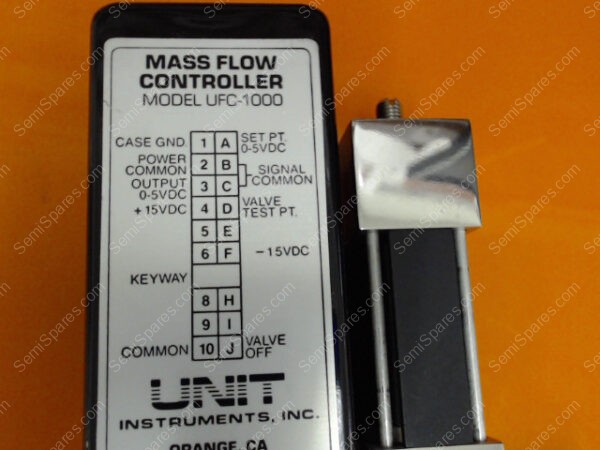 MASS FLOW
CONTROLLER
MODEL UFC-1000
CASE GND. 1 A SET PT.
0-5VDC
POWER
COMMON 2 B SIGNAL
COMMON
OUTPUT
0-5VDC 3 C
+15VDC 4 D VALVE
TEST PT.
5 E
6 F -15VDC
KEYWAY
8 H
9 I
COMMON 10 J VALVE
OFF
UNIT
INSTRUMENTS, INC.
ORANGE, CA
SemiSpares.com